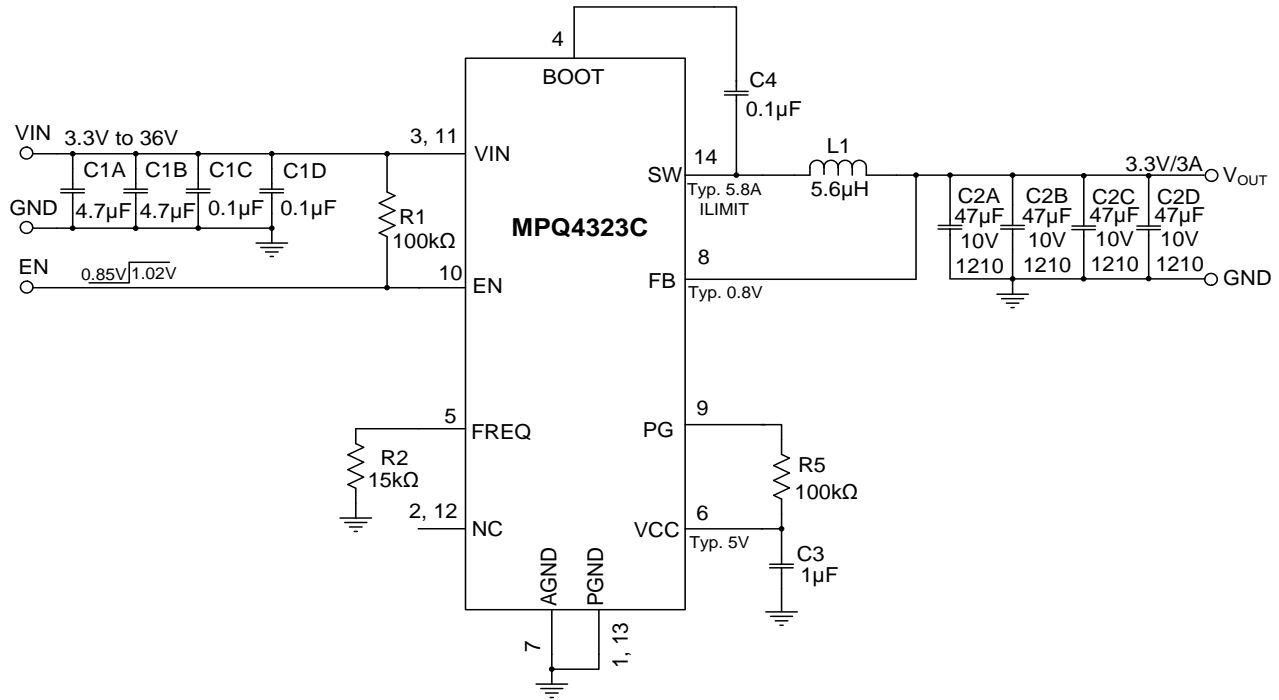 4
BOOT
C4
0.1µF
VIN
3.3V to 36V
3, 11
VIN
C1A
C1B
C1C
C1D
4.7µF
4.7µF
0.1µF
0.1µF
GND
R1
100kΩ
EN
0.85V
1.02V
10
EN
MPQ4323C
14
SW
Typ. 5.8A
ILIMIT
L1
5.6µH
3.3V/3A
VOUT
C2A
47µF
10V
1210
C2B
47µF
10V
1210
C2C
47µF
10V
1210
C2D
47µF
10V
1210
GND
8
FB
Typ. 0.8V
5
FREQ
R2
15kΩ
2, 12
NC
9
PG
R5
100kΩ
6
VCC
Typ. 5V
C3
1µF
AGND
PGND
7
1, 13